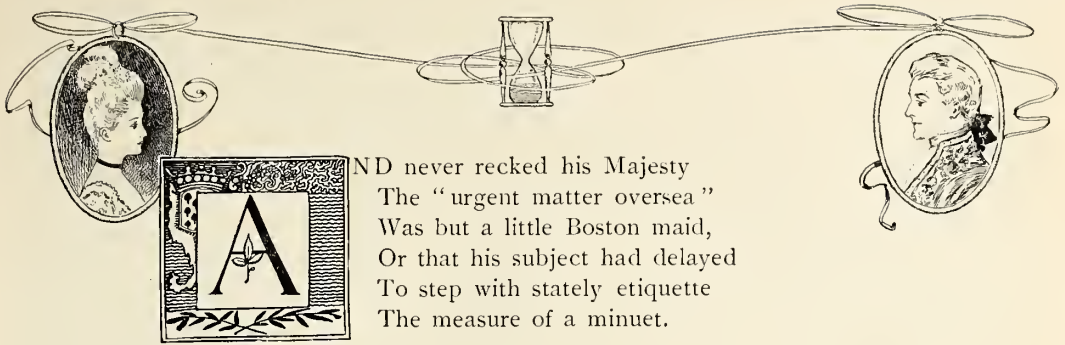 AND never recked his Majesty
The "urgent matter oversea"
Was but a little Boston maid,
Or that his subject had delayed
To step with stately etiquette
The measure of a minuet.